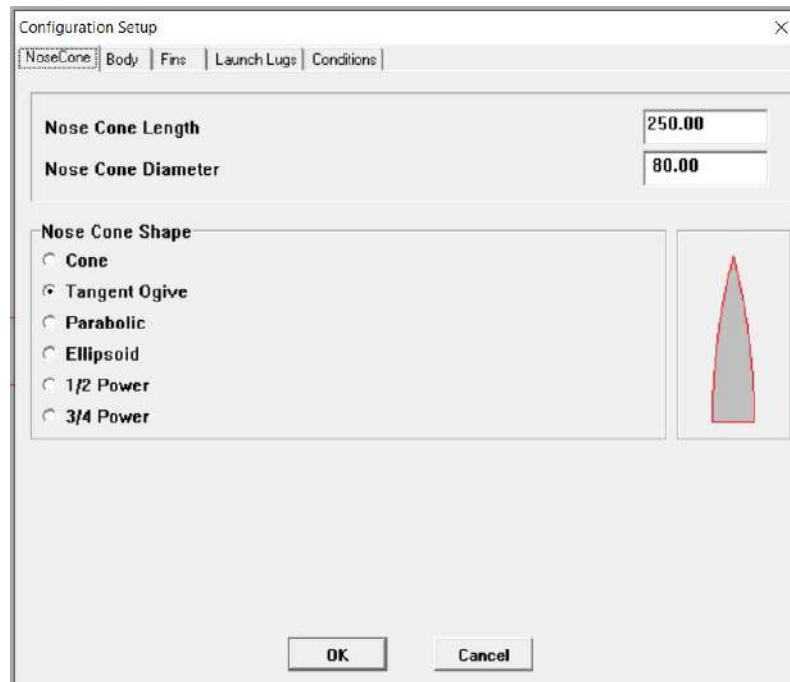 Configuration Setup
NoseCone Body Fins Launch Lugs Conditions
Nose Cone Length 250.00
Nose Cone Diameter 80.00
Nose Cone Shape
Cone
Tangent Ogive
Parabolic
Ellipsoid
1/2 Power
3/4 Power
OK Cancel